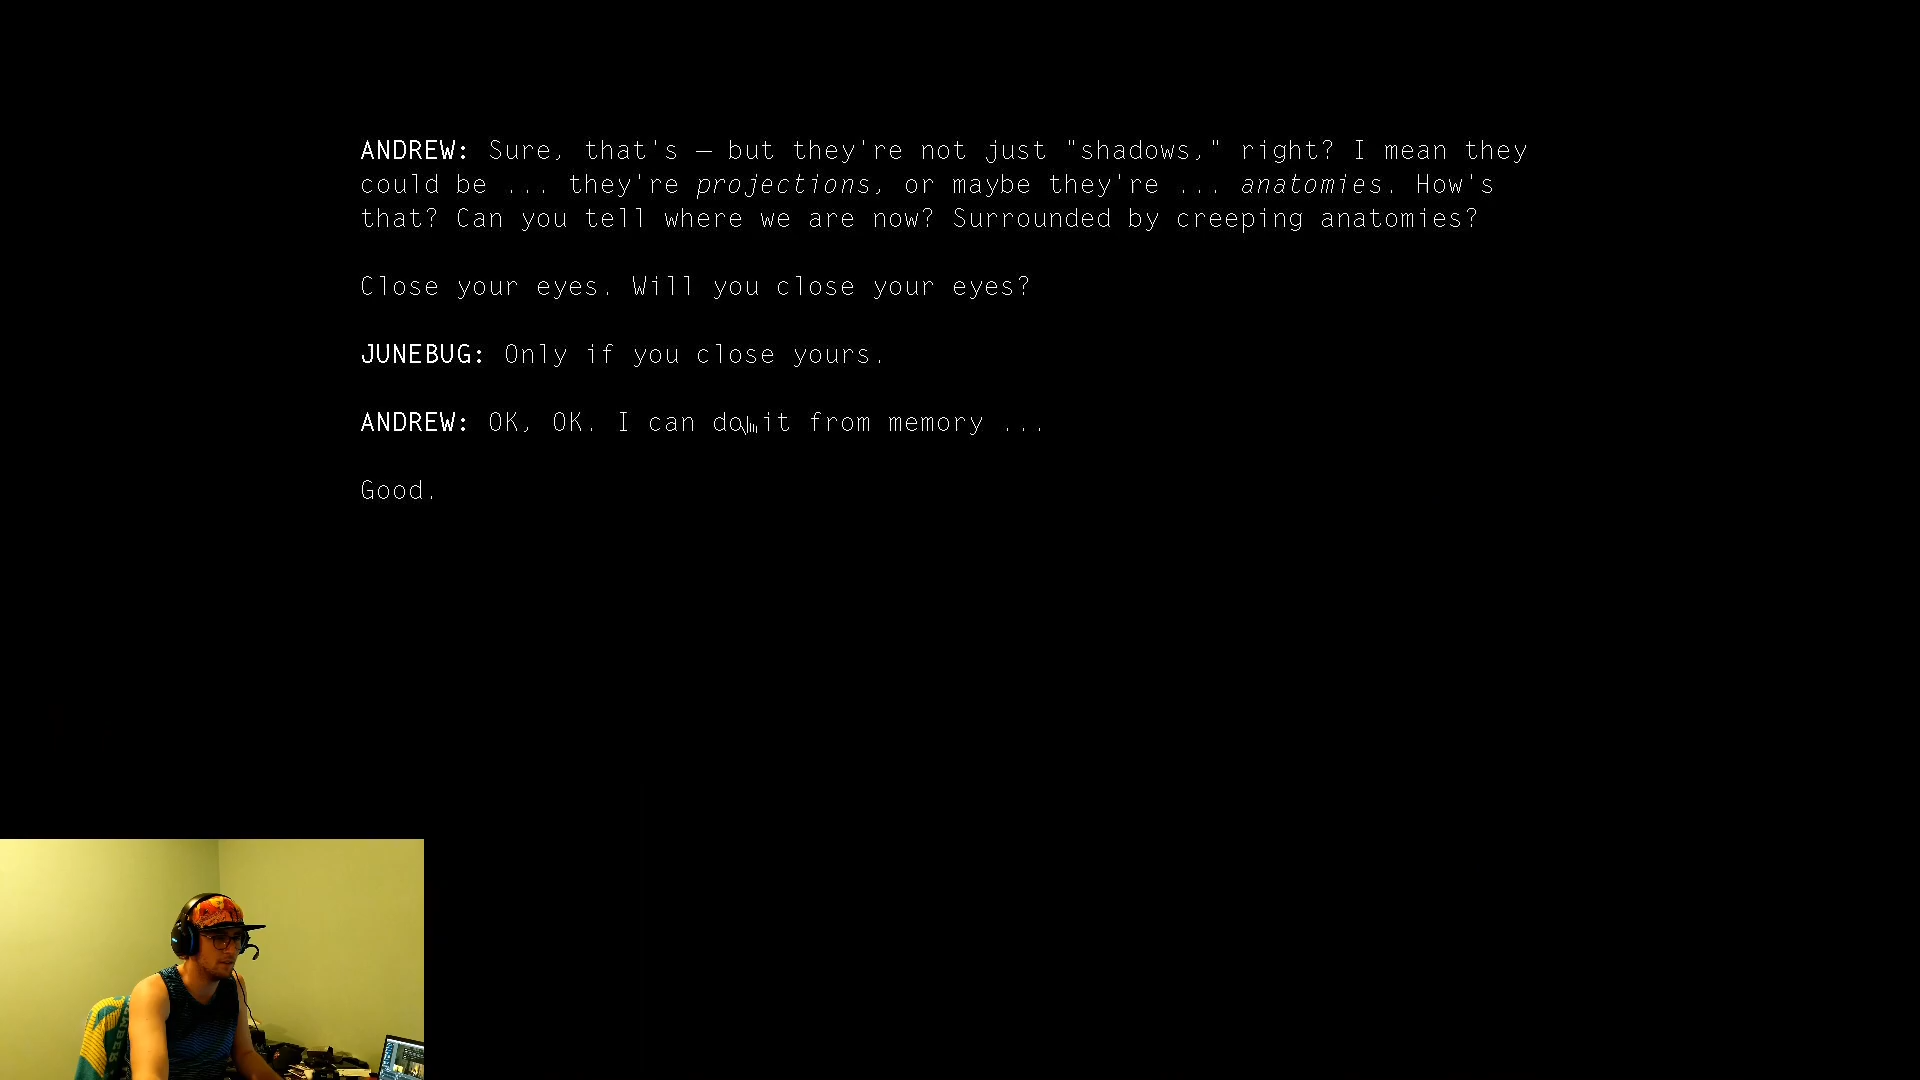 ANDREW: Sure, that's — but they're not just "shadows," right? I mean they
could be ... they're projections, or maybe they're ... anatomies. How's
that? Can you tell where we are now? Surrounded by creeping anatomies?
Close your eyes. Will you close your eyes?
JUNEBUG: Only if you close yours.
ANDREW: OK, OK. I can do it from memory ...
Good.